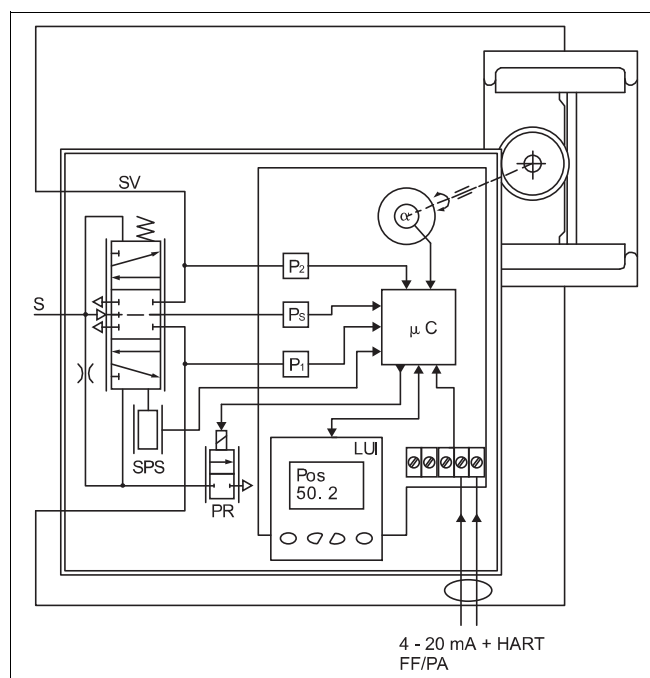 SV
α
P2
S
PS
μ C
P1
LUI
SPS
Pos
50. 2
PR
4 - 20 mA + HART
FF/PA